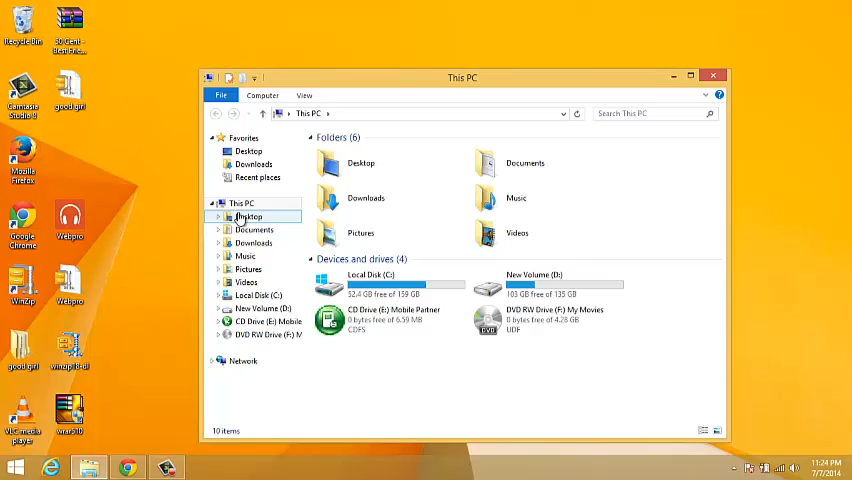 Recycle Bin
50 Cent -
Best Frie...
Camtasia
Studio 8
good girl
Mozilla
Firefox
Google
Chrome
Webpro
WinZip
Webpro
good girl
winzip18-dl
VLC media
player
wrar510
This PC
File
Computer
View
This PC
Search This PC
Favorites
Desktop
Downloads
Recent places
This PC
Desktop
Documents
Downloads
Music
Pictures
Videos
Local Disk (C:)
New Volume (D:)
CD Drive (E:) Mobile
DVD RW Drive (F:) M
Network
Folders (6)
Desktop
Documents
Downloads
Music
Pictures
Videos
Devices and drives (4)
Local Disk (C:)
52.4 GB free of 159 GB
New Volume (D:)
103 GB free of 135 GB
CD Drive (E:) Mobile Partner
0 bytes free of 6.59 MB
CDFS
DVD RW Drive (F:) My Movies
0 bytes free of 4.28 GB
UDF
DVD
10 items
11:24 PM
7/7/2014